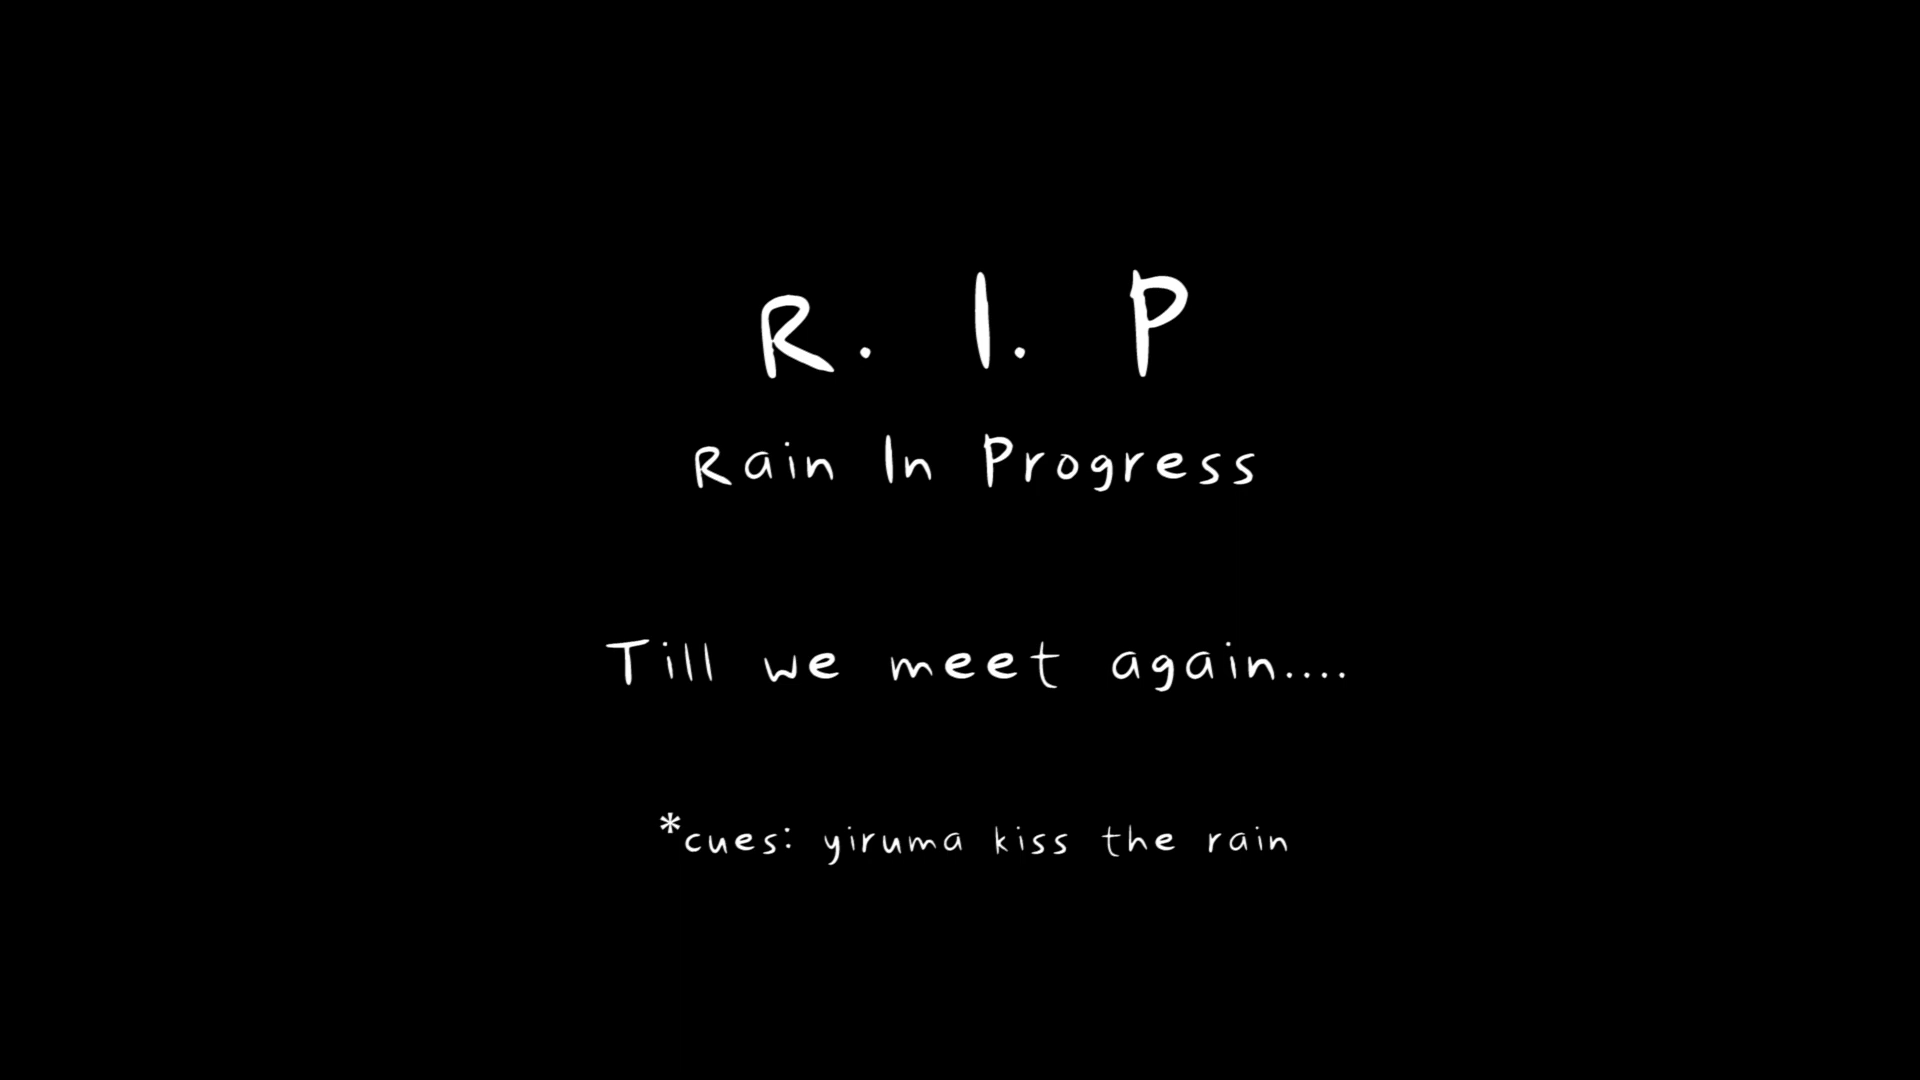 R. I. P
Rain In Progress
Till we meet again....
*cues: yiruma kiss the rain